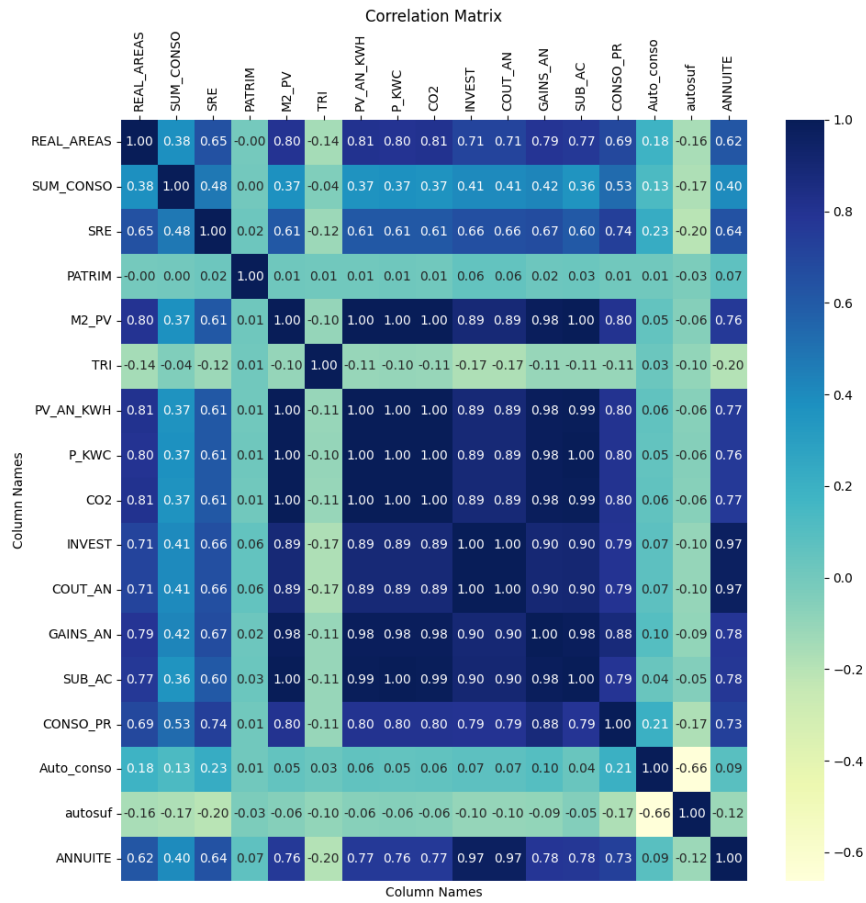 Correlation Matrix
REAL_AREAS SUM_CONSO SRE PATRIM M2_PV TRI PV_AN_KWH P_KWC CO2 INVEST COUT_AN GAINS_AN SUB_AC CONSO_PR Auto_conso autosuf ANNUITE
REAL_AREAS 1.00 0.38 0.65 -0.00 0.80 -0.14 0.81 0.80 0.81 0.71 0.71 0.79 0.77 0.69 0.18 -0.16 0.62
SUM_CONSO 0.38 1.00 0.48 0.00 0.37 -0.04 0.37 0.37 0.37 0.41 0.41 0.42 0.36 0.53 0.13 -0.17 0.40
SRE 0.65 0.48 1.00 0.02 0.61 -0.12 0.61 0.61 0.61 0.66 0.66 0.67 0.60 0.74 0.23 -0.20 0.64
PATRIM -0.00 0.00 0.02 1.00 0.01 0.01 0.01 0.01 0.01 0.06 0.06 0.02 0.03 0.01 0.01 -0.03 0.07
M2_PV 0.80 0.37 0.61 0.01 1.00 -0.10 1.00 1.00 1.00 0.89 0.89 0.98 1.00 0.80 0.05 -0.06 0.76
TRI -0.14 -0.04 -0.12 0.01 -0.10 1.00 -0.11 -0.10 -0.11 -0.17 -0.17 -0.11 -0.11 -0.11 0.03 -0.10 -0.20
PV_AN_KWH 0.81 0.37 0.61 0.01 1.00 -0.11 1.00 1.00 1.00 0.89 0.89 0.98 0.99 0.80 0.06 -0.06 0.77
P_KWC 0.80 0.37 0.61 0.01 1.00 -0.10 1.00 1.00 1.00 0.89 0.89 0.98 1.00 0.80 0.05 -0.06 0.76
CO2 0.81 0.37 0.61 0.01 1.00 -0.11 1.00 1.00 1.00 0.89 0.89 0.98 0.99 0.80 0.06 -0.06 0.77
INVEST 0.71 0.41 0.66 0.06 0.89 -0.17 0.89 0.89 0.89 1.00 1.00 0.90 0.90 0.79 0.07 -0.10 0.97
COUT_AN 0.71 0.41 0.66 0.06 0.89 -0.17 0.89 0.89 0.89 1.00 1.00 0.90 0.90 0.79 0.07 -0.10 0.97
GAINS_AN 0.79 0.42 0.67 0.02 0.98 -0.11 0.98 0.98 0.98 0.90 0.90 1.00 0.98 0.88 0.10 -0.09 0.78
SUB_AC 0.77 0.36 0.60 0.03 1.00 -0.11 0.99 1.00 0.99 0.90 0.90 0.98 1.00 0.79 0.04 -0.05 0.78
CONSO_PR 0.69 0.53 0.74 0.01 0.80 -0.11 0.80 0.80 0.80 0.79 0.79 0.88 0.79 1.00 0.21 -0.17 0.73
Auto_conso 0.18 0.13 0.23 0.01 0.05 0.03 0.06 0.05 0.06 0.07 0.07 0.10 0.04 0.21 1.00 -0.66 0.09
autosuf -0.16 -0.17 -0.20 -0.03 -0.06 -0.10 -0.06 -0.06 -0.06 -0.10 -0.10 -0.09 -0.05 -0.17 -0.66 1.00 -0.12
ANNUITE 0.62 0.40 0.64 0.07 0.76 -0.20 0.77 0.76 0.77 0.97 0.97 0.78 0.78 0.73 0.09 -0.12 1.00
Column Names
Column Names
1.0
0.8
0.6
0.4
0.2
0.0
-0.2
-0.4
-0.6